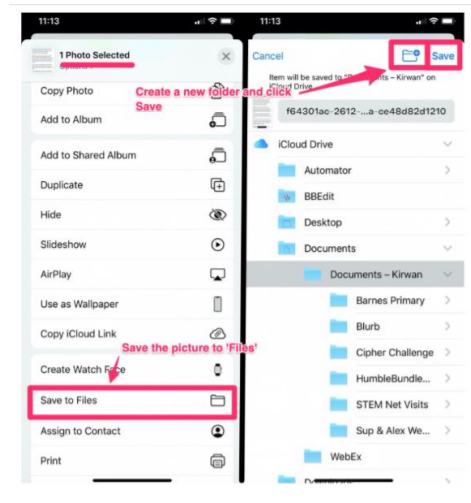 11:13
1 Photo Selected
Copy Photo
Add to Album
Add to Shared Album
Duplicate
Hide
Slideshow
AirPlay
Use as Wallpaper
Copy iCloud Link
Save the picture to 'Files'
Create Watch Face
Save to Files
Assign to Contact
Print
11:13
Cancel
Save
Item will be saved to "Documents – Kirwan" on
iCloud Drive
Create a new folder and click
Save
f64301ac-2612-...a-ce48d82d1210
iCloud Drive
Automator
BBEdit
Desktop
Documents
Documents – Kirwan
Barnes Primary
Blurb
Cipher Challenge
HumbleBundle...
STEM Net Visits
Sup & Alex We...
WebEx